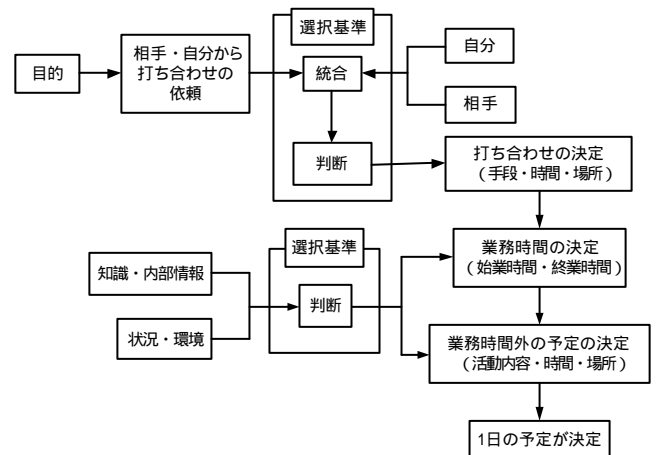 選択基準
自分
相手・自分から
打ち合わせの
依頼
目的
統合
相手
判断
打ち合わせの決定
（手段・時間・場所）
選択基準
業務時間の決定
（始業時間・終業時間）
知識・内部情報
判断
状況・環境
業務時間外の予定の決定
（活動内容・時間・場所）
1日の予定が決定